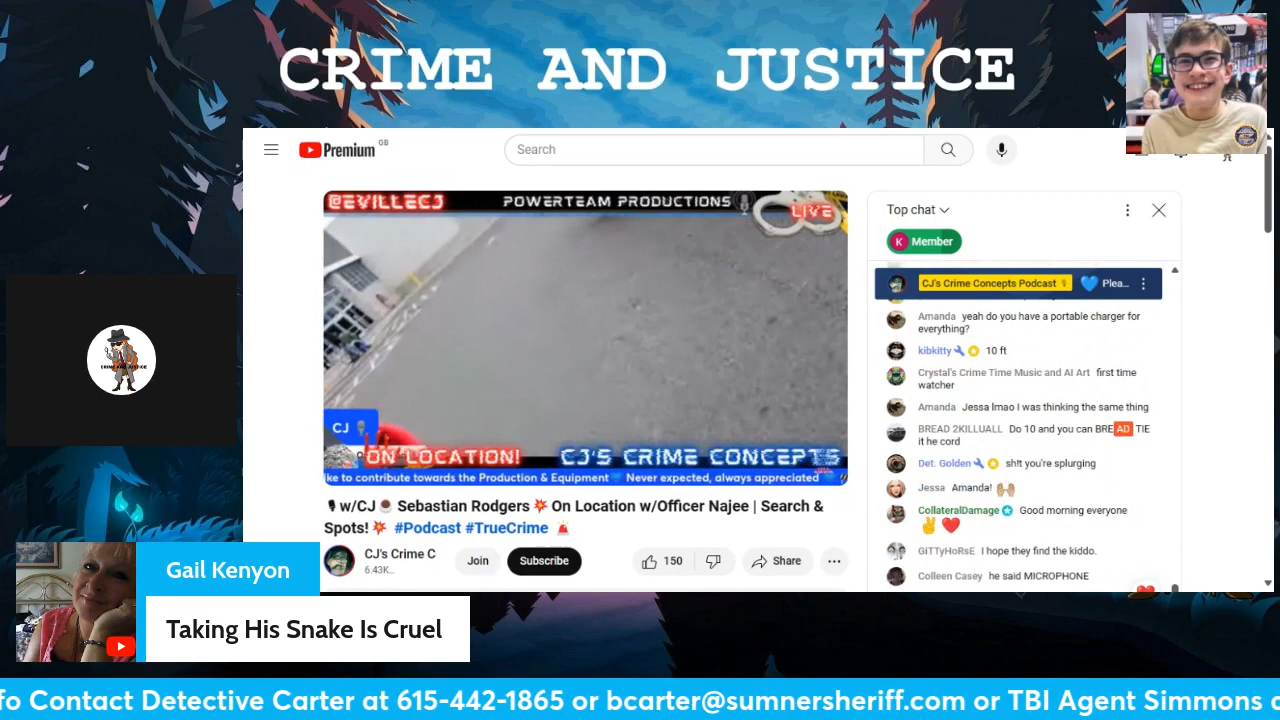 CRIME AND JUSTICE
Premium GB
Search
@EVILLECJ POWERTEAM PRODUCTIONS LIVE
CJ
ON LOCATION! CJ'S CRIME CONCEPTS
ke to contribute towards the Production & Equipment Never expected, always appreciated
w/CJ Sebastian Rodgers On Location w/Officer Najee | Search &
Spots! #Podcast #TrueCrime
CJ's Crime C
6.43K...
Join
Subscribe
150
Share
Top chat
K Member
CJ's Crime Concepts Podcast Plea...
Amanda yeah do you have a portable charger for
everything?
kibkitty 10 ft
Crystal's Crime Time Music and AI Art first time
watcher
Amanda Jessa lmao I was thinking the same thing
BREAD 2KILLUALL Do 10 and you can BRE AD TIE
it he cord
Det. Golden sh!t you're splurging
Jessa Amanda!
CollateralDamage Good morning everyone
GiTTyHoRsE I hope they find the kiddo.
Colleen Casey he said MICROPHONE
CRIME AND JUSTICE
Gail Kenyon
Taking His Snake Is Cruel
fo Contact Detective Carter at 615-442-1865 or bcarter@sumnersheriff.com or TBI Agent Simmons